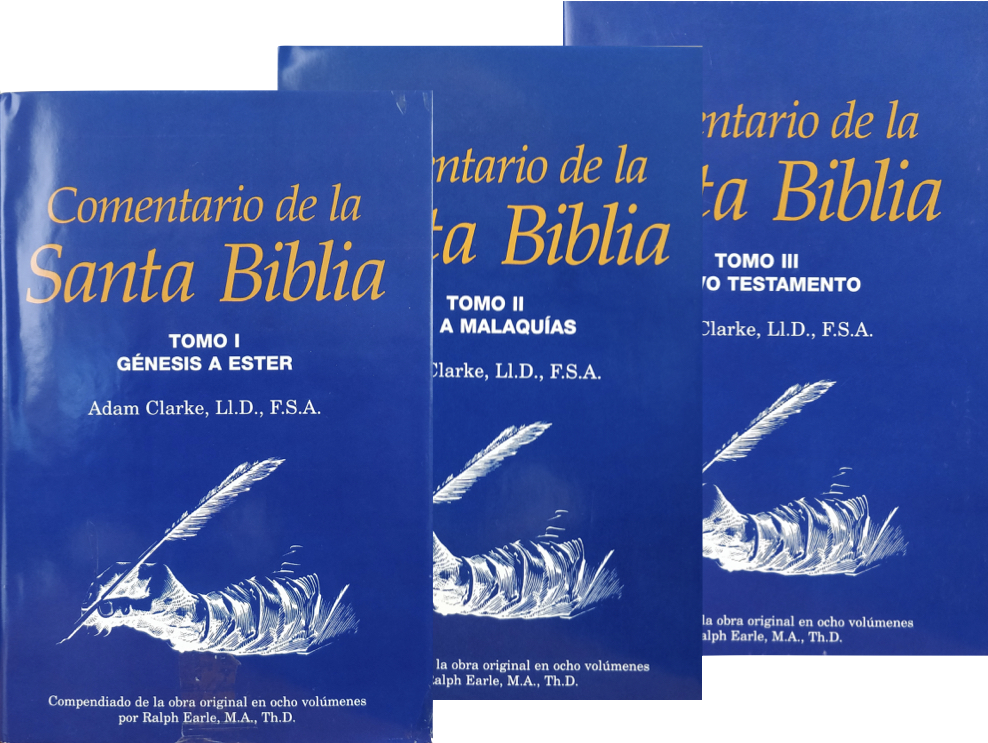 Comentario de la
Santa Biblia
TOMO I
GÉNESIS A ESTER
Adam Clarke, Ll.D., F.S.A.
Compendiado de la obra original en ocho volúmenes
por Ralph Earle, M.A., Th.D.
ntario de la
ta Biblia
TOMO II
A MALAQUÍAS
Clarke, Ll.D., F.S.A.
la obra original en ocho volúmenes
alph Earle, M.A., Th.D.
entario de la
ta Biblia
TOMO III
VO TESTAMENTO
Clarke, Ll.D., F.S.A.
la obra original en ocho volúmenes
alph Earle, M.A., Th.D.